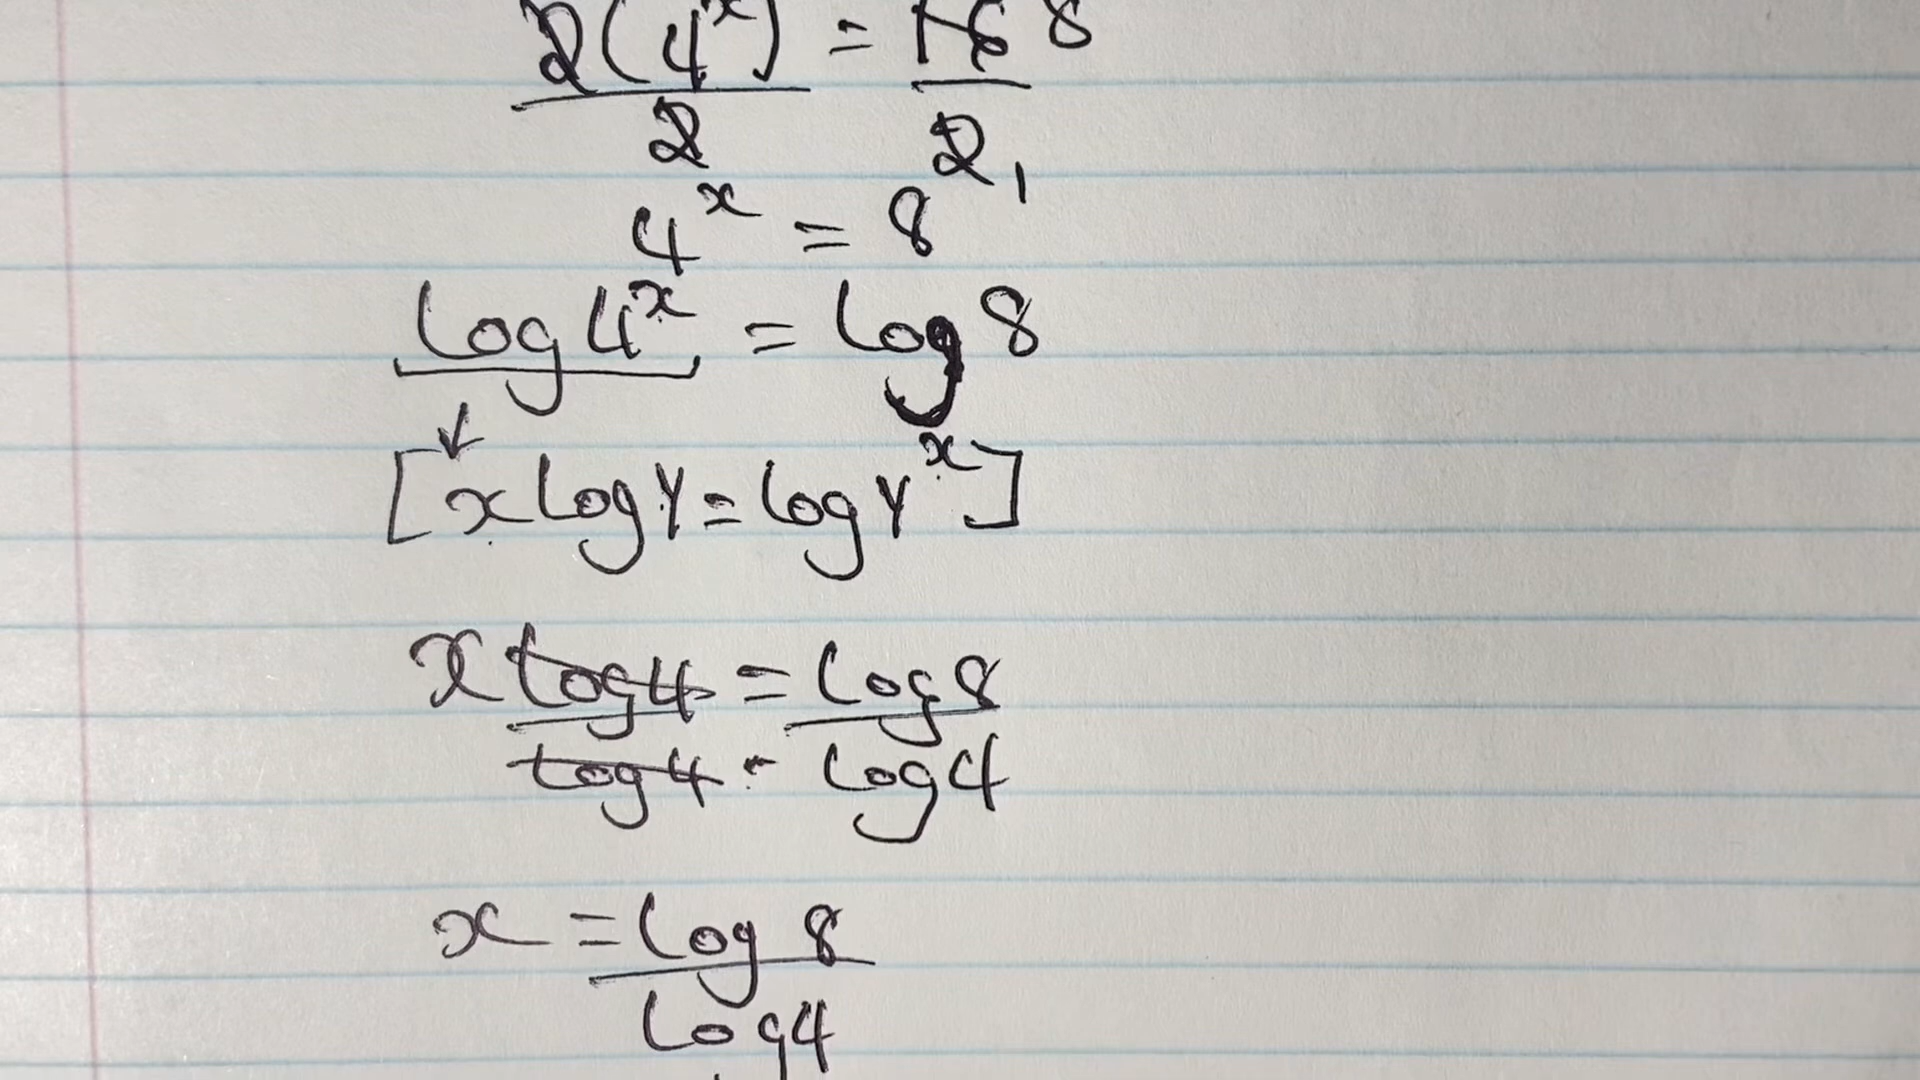 2(4^x) = 16 8
2 2 1
4^x = 8
log 4^x = log 8
↓
[x log y = log y^x]
x log 4 = log 8
log 4 log 4
x = log 8
log 4